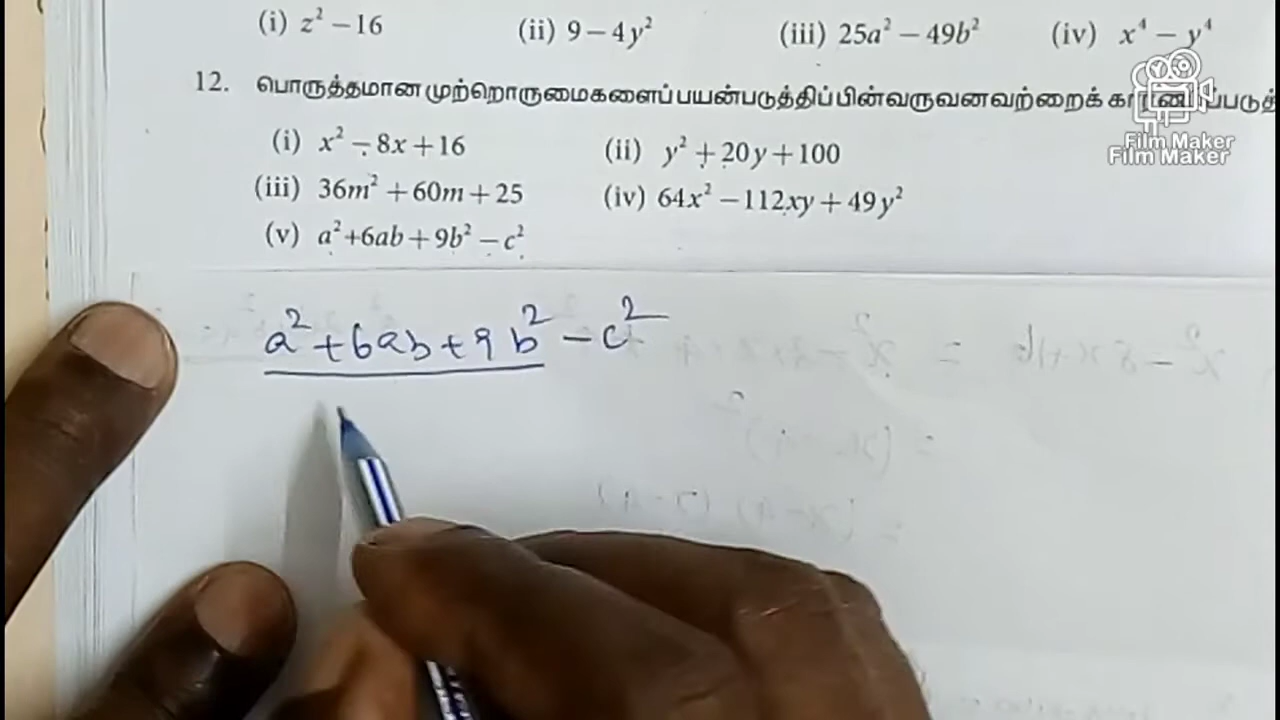 (i) z² – 16 (ii) 9 – 4y² (iii) 25a² – 49b² (iv) x⁴ – y⁴
12. பொருத்தமான முற்றொருமைகளைப் பயன்படுத்திப் பின்வருவனவற்றைக்
(i) x² – 8x + 16 (ii) y² + 20y + 100
(iii) 36m² + 60m + 25 (iv) 64x² – 112xy + 49y²
(v) a² + 6ab + 9b² – c²
a² + 6ab + 9b² – c²
Film Maker
Film Maker